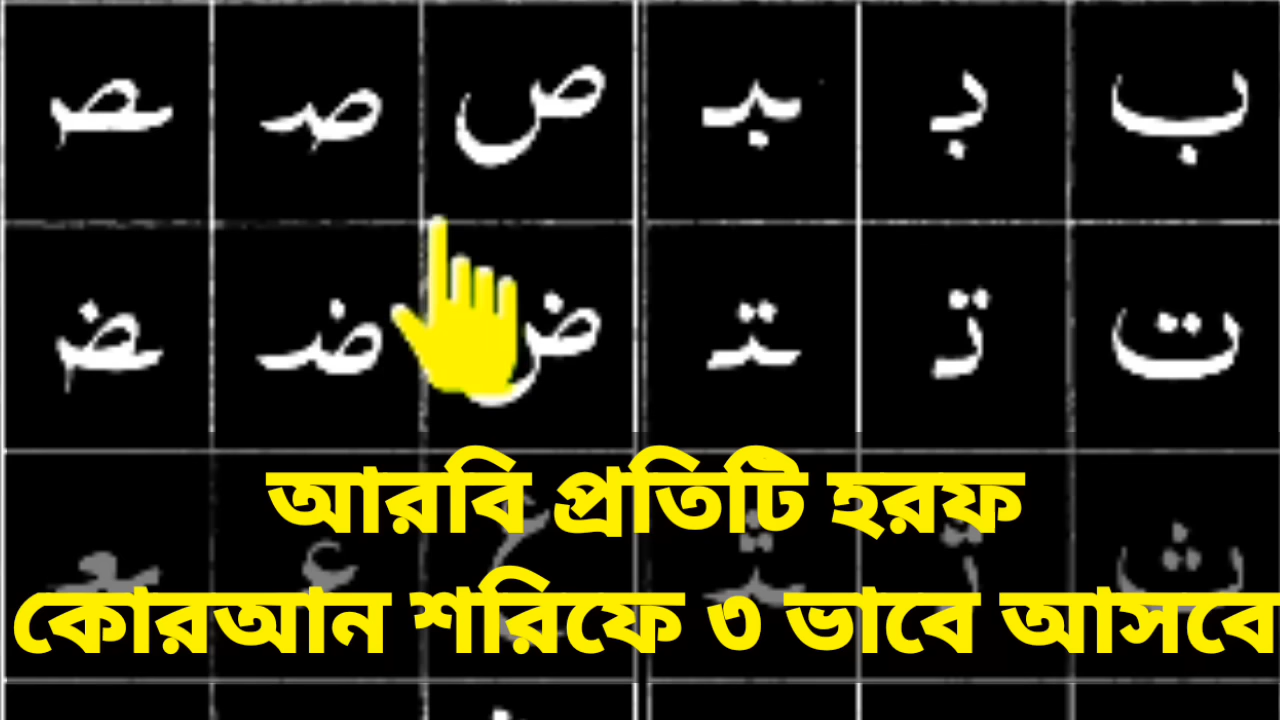 ب ﺑ ﺒ ص ﺻ ﺼ
ت ﺗ ﺘ ض ﺿ ﻀ
ث ﺛ ﺜ ع ﻋ ﻌ
আরবি প্রতিটি হরফ
কোরআন শরিফে ৩ ভাবে আসবে